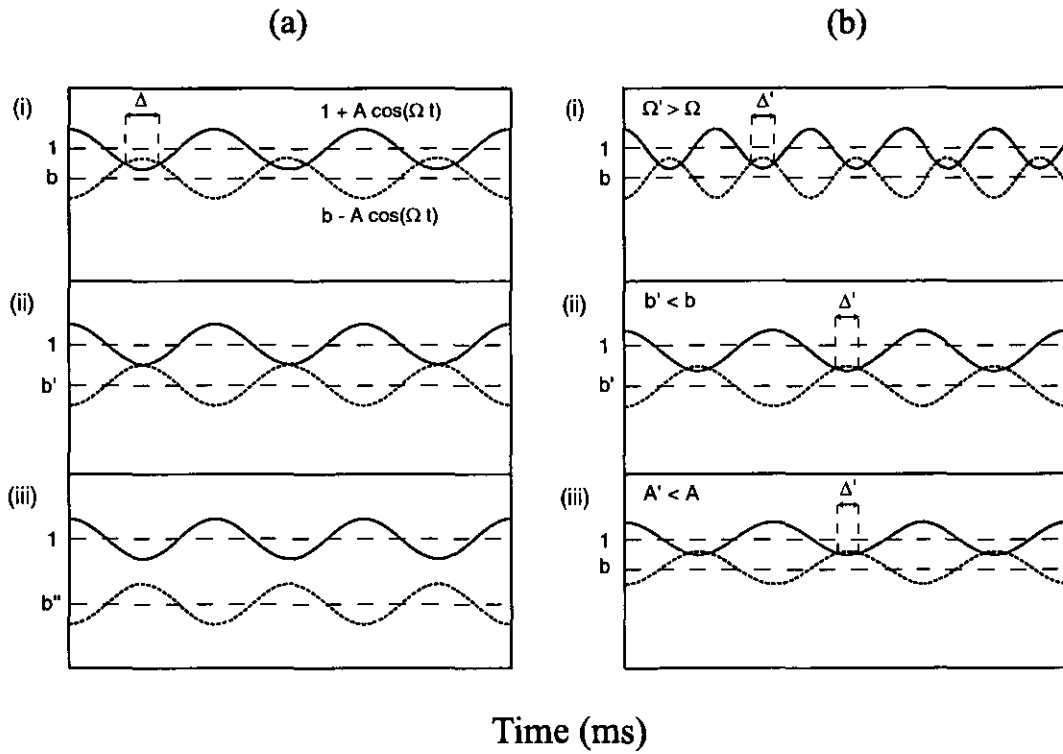 (a)
(b)
(i)
Δ
1 + A cos(Ω t)
1
b
b - A cos(Ω t)
(ii)
1
b'
(iii)
1
b"
(i)
Ω' > Ω
Δ'
1
b
(ii)
b' < b
Δ'
1
b'
(iii)
A' < A
Δ'
1
b
Time (ms)